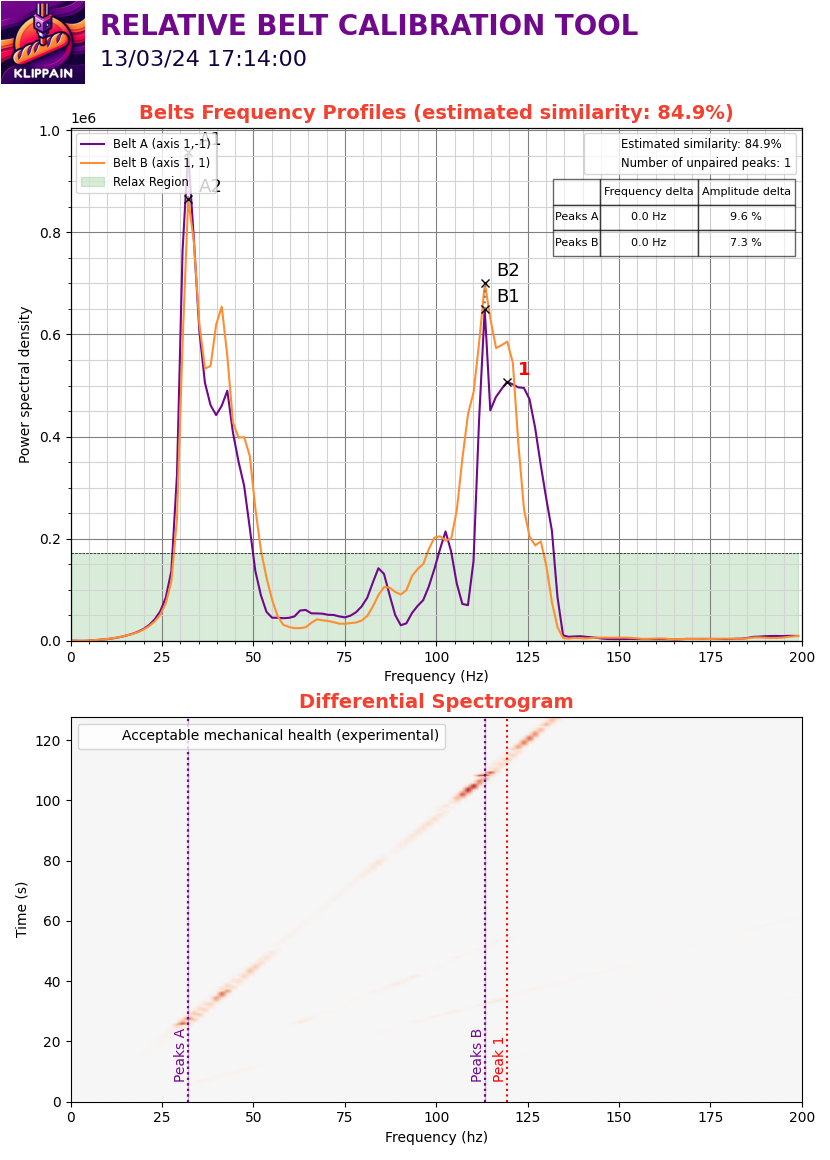 KLIPPAIN
RELATIVE BELT CALIBRATION TOOL
13/03/24 17:14:00
Belts Frequency Profiles (estimated similarity: 84.9%)
1e6
Belt A (axis 1,-1)
Belt B (axis 1, 1)
Relax Region
A1
A2
Estimated similarity: 84.9%
Number of unpaired peaks: 1
Frequency delta Amplitude delta
Peaks A 0.0 Hz 9.6 %
Peaks B 0.0 Hz 7.3 %
B2
B1
1
Power spectral density
1.0
0.8
0.6
0.4
0.2
0.0
0 25 50 75 100 125 150 175 200
Frequency (Hz)
Differential Spectrogram
Acceptable mechanical health (experimental)
Time (s)
120
100
80
60
40
20
0
Peaks A
Peaks B
Peak 1
0 25 50 75 100 125 150 175 200
Frequency (hz)